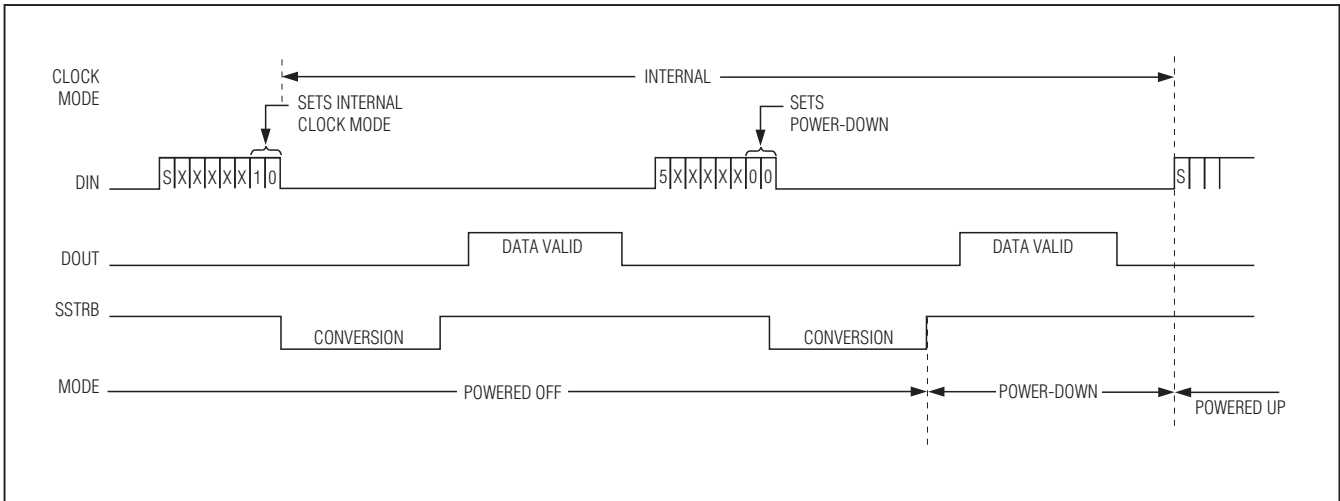 CLOCK
MODE
INTERNAL
SETS INTERNAL
CLOCK MODE
SETS
POWER-DOWN
DIN
S X X X X X 1 0
5 X X X X X 0 0
S
DOUT
DATA VALID
DATA VALID
SSTRB
CONVERSION
CONVERSION
MODE
POWERED OFF
POWER-DOWN
POWERED UP